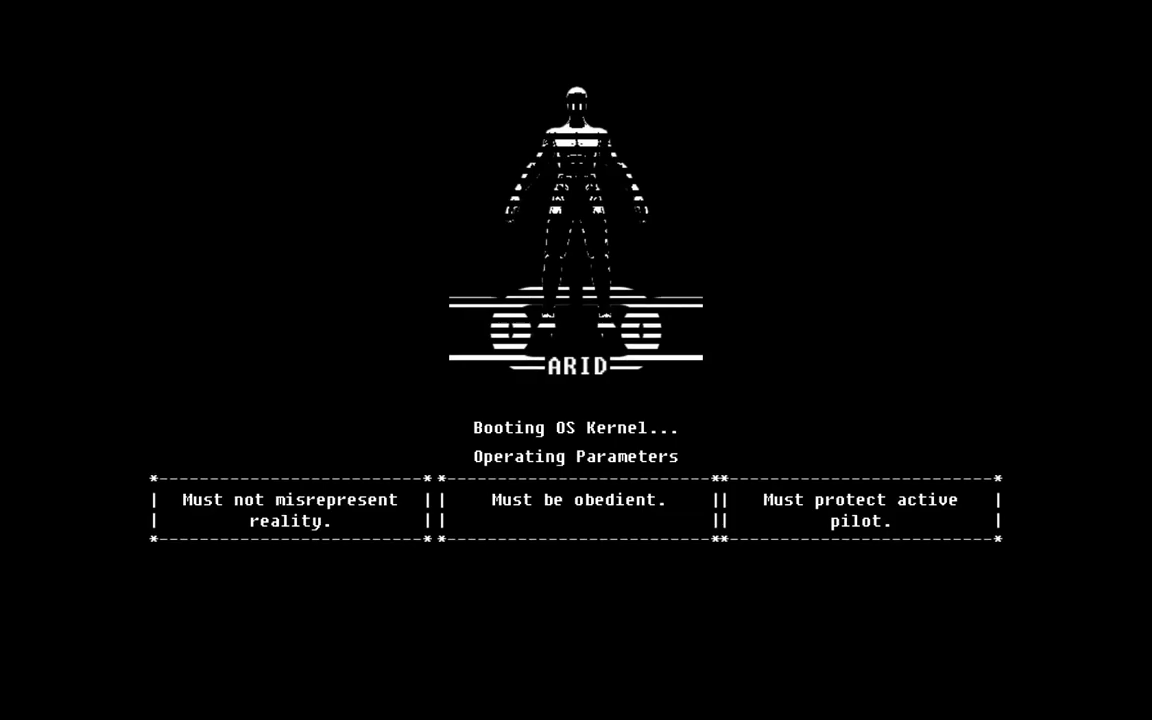 ARID
Booting OS Kernel...
Operating Parameters
Must not misrepresent
reality.
Must be obedient.
Must protect active
pilot.